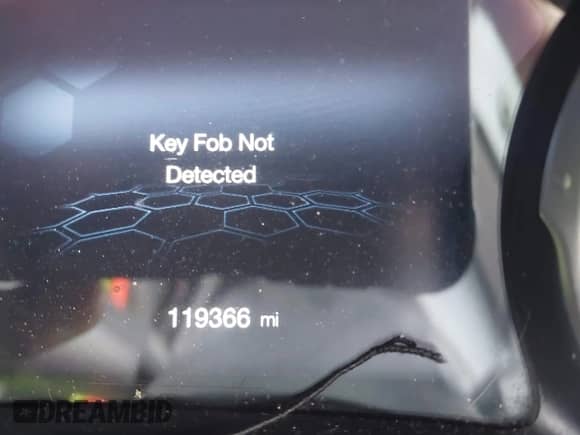 Key Fob Not
Detected
119366 mi
DREAMBID